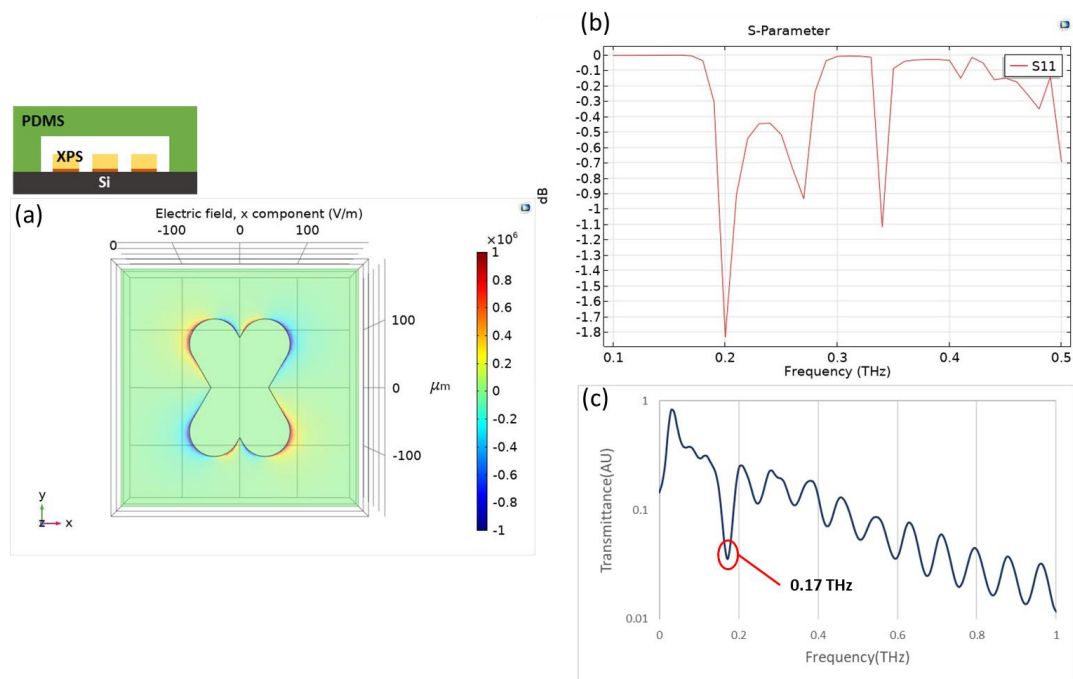 PDMS
XPS
Si
(a)
Electric field, x component (V/m)
-100 0 100
0
×10⁶
1
0.8
0.6
0.4
0.2
0
-0.2
-0.4
-0.6
-0.8
-1
100
0
-100
μm
y
z x
(b)
S-Parameter
S11
0
-0.1
-0.2
-0.3
-0.4
-0.5
-0.6
-0.7
-0.8
-0.9
-1
-1.1
-1.2
-1.3
-1.4
-1.5
-1.6
-1.7
-1.8
dB
0.1 0.2 0.3 0.4 0.5
Frequency (THz)
(c)
1
0.1
0.01
Transmittance(AU)
0.17 THz
0 0.2 0.4 0.6 0.8 1
Frequency(THz)